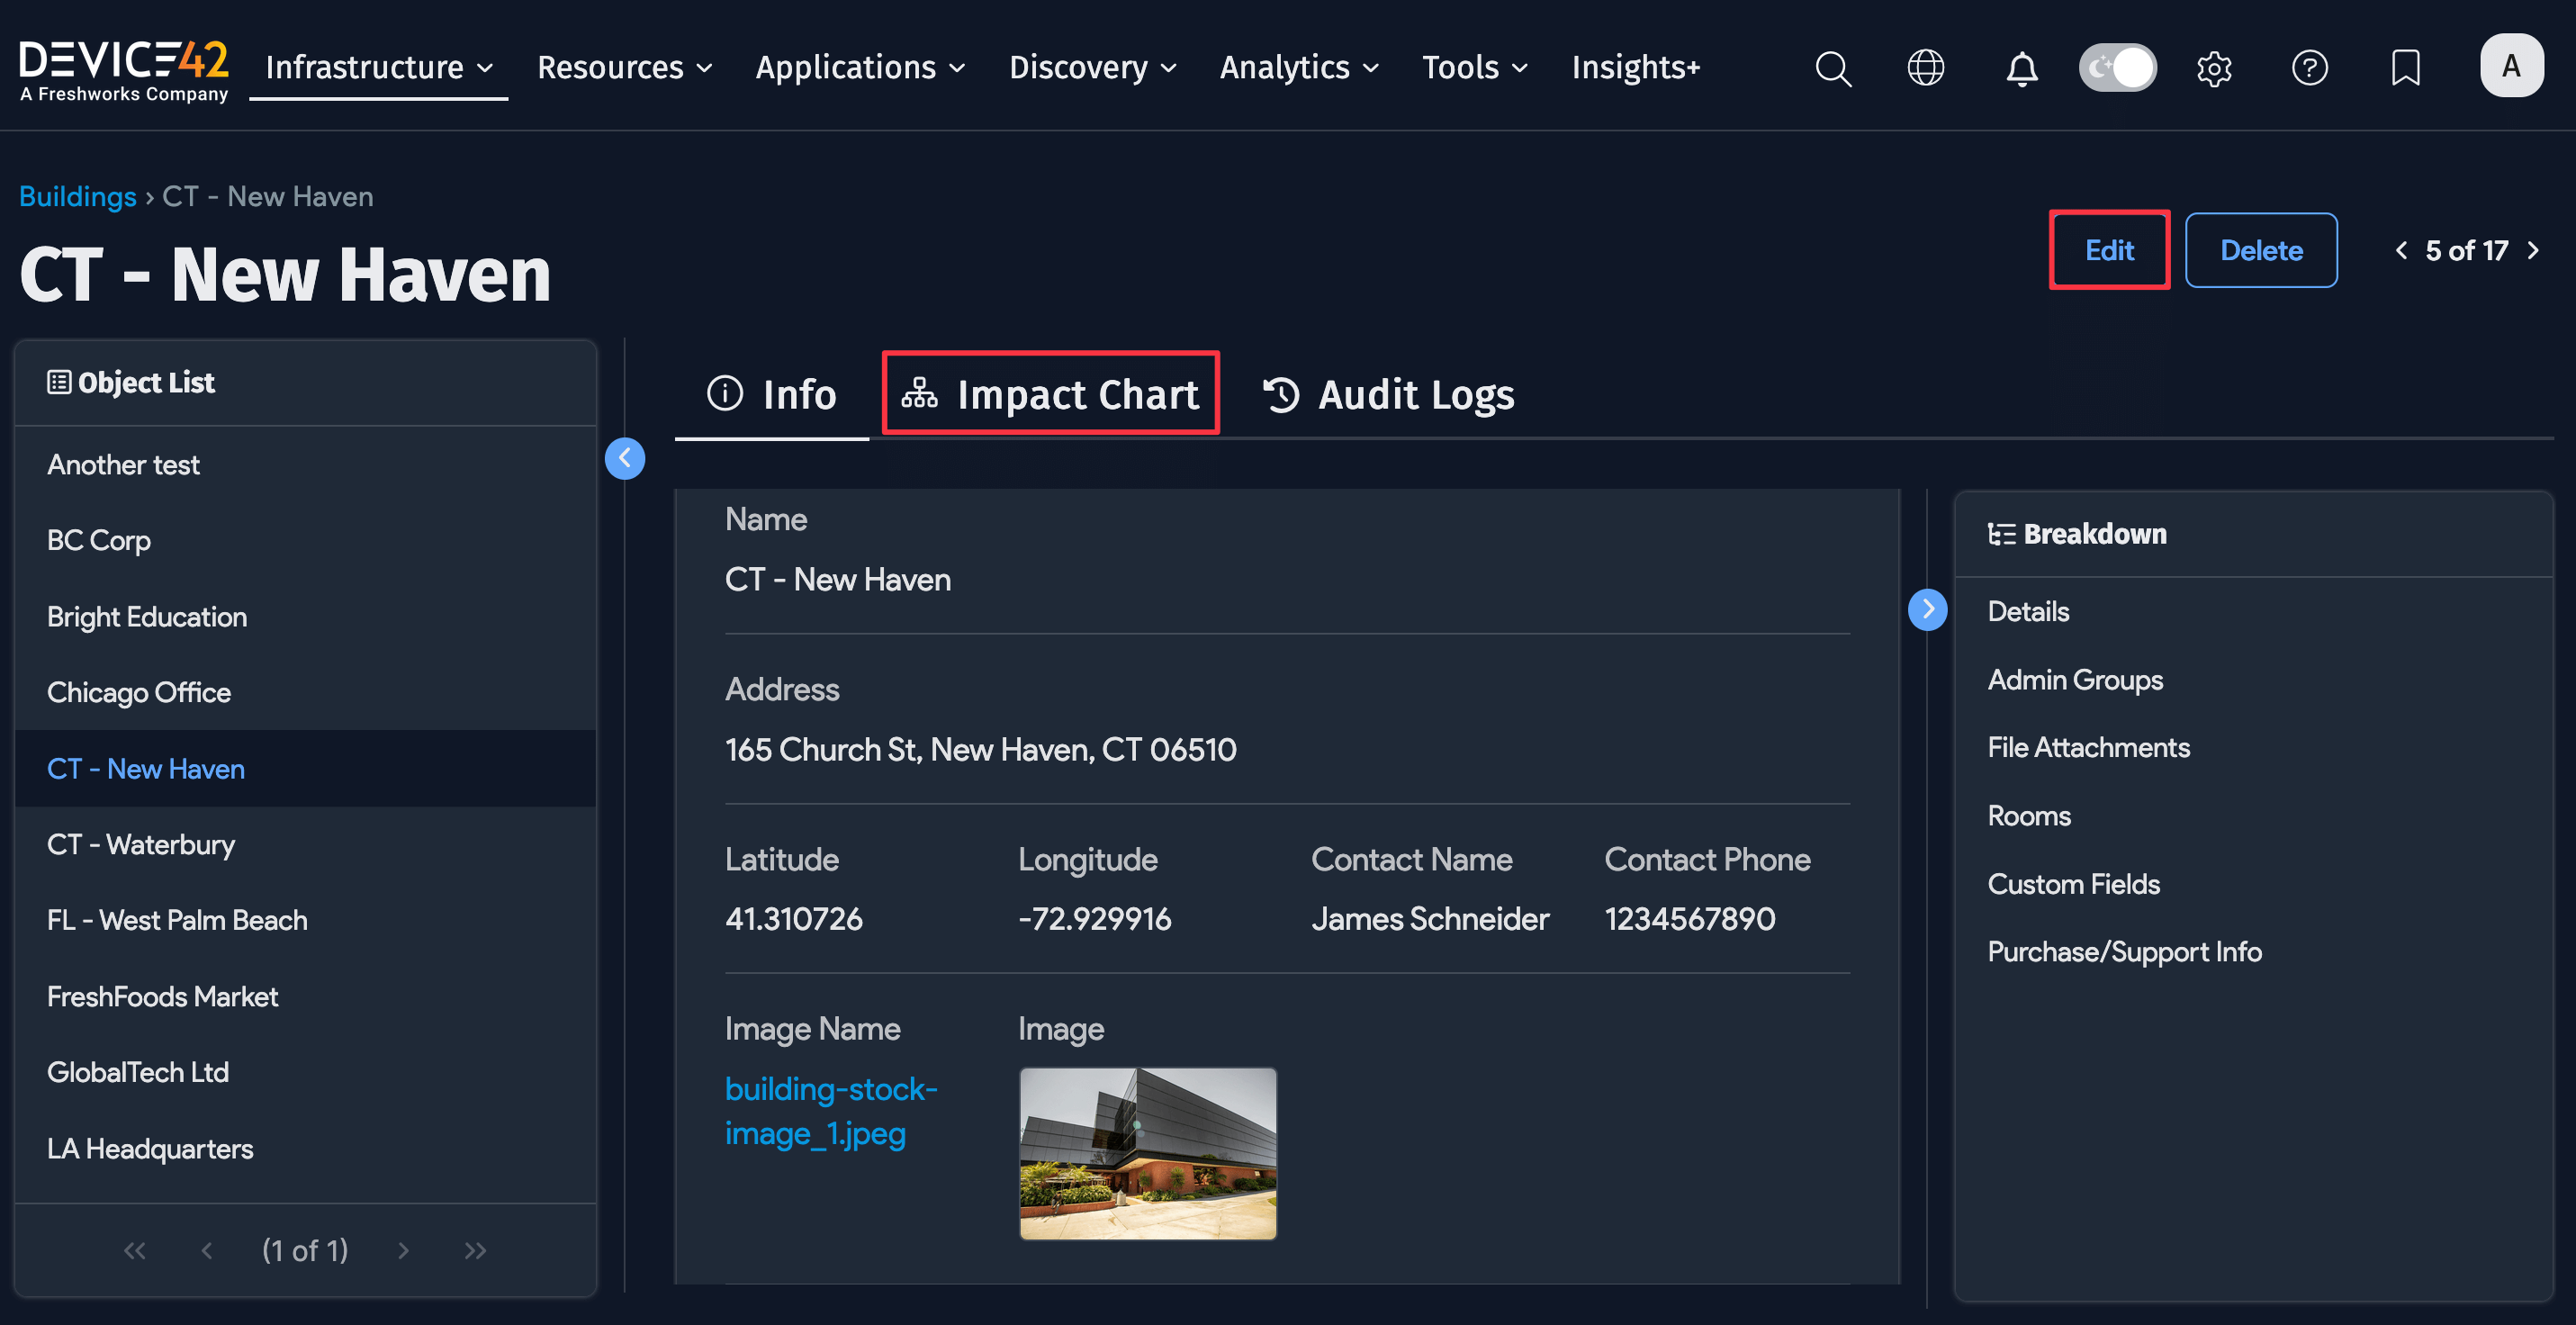 DEVICE42
A Freshworks Company
Infrastructure
Resources
Applications
Discovery
Analytics
Tools
Insights+
A
Buildings › CT - New Haven
CT - New Haven
Edit
Delete
5 of 17
Object List
Another test
BC Corp
Bright Education
Chicago Office
CT - New Haven
CT - Waterbury
FL - West Palm Beach
FreshFoods Market
GlobalTech Ltd
LA Headquarters
(1 of 1)
Info
Impact Chart
Audit Logs
Name
CT - New Haven
Address
165 Church St, New Haven, CT 06510
Latitude
Longitude
Contact Name
Contact Phone
41.310726
-72.929916
James Schneider
1234567890
Image Name
Image
building-stock-
image_1.jpeg
Breakdown
Details
Admin Groups
File Attachments
Rooms
Custom Fields
Purchase/Support Info